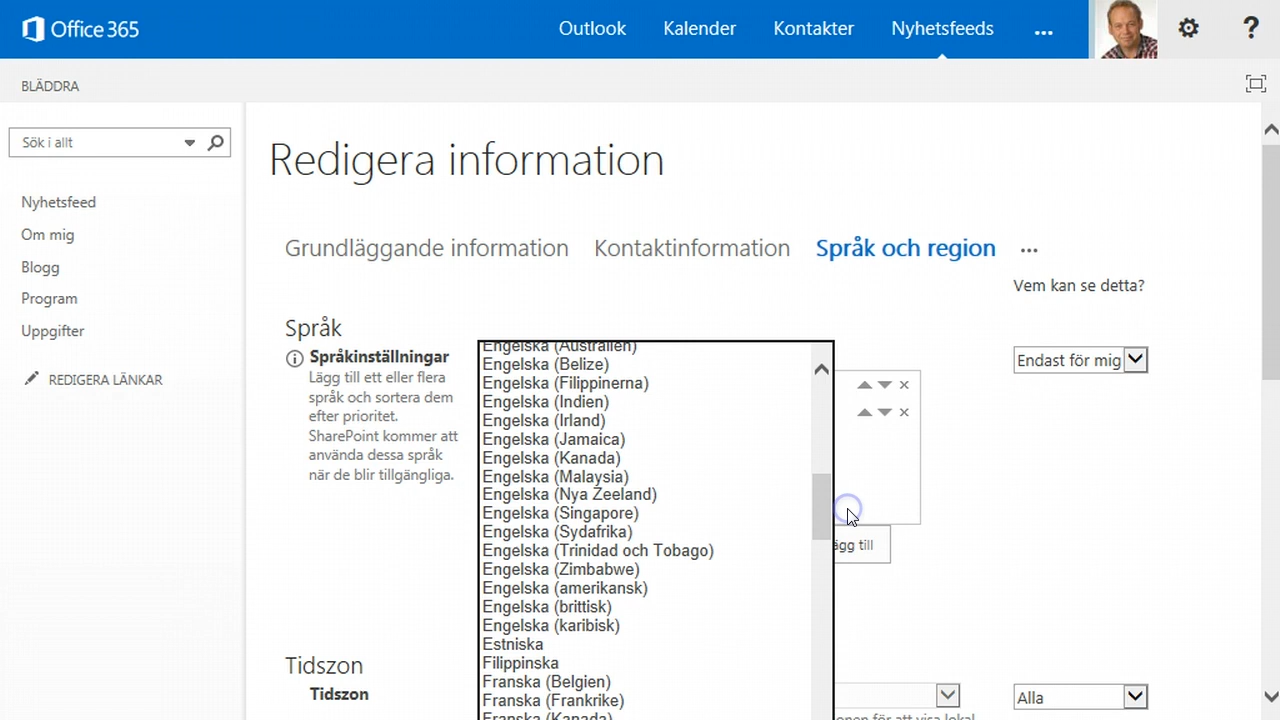 Office 365
Outlook
Kalender
Kontakter
Nyhetsfeeds
...
?
BLÄDDRA
Sök i allt
Nyhetsfeed
Om mig
Blogg
Program
Uppgifter
REDIGERA LÄNKAR
Redigera information
Grundläggande information
Kontaktinformation
Språk och region
...
Vem kan se detta?
Språk
Språkinställningar
Lägg till ett eller flera
språk och sortera dem
efter prioritet.
SharePoint kommer att
använda dessa språk
när de blir tillgängliga.
Engelska (Australien)
Engelska (Belize)
Engelska (Filippinerna)
Engelska (Indien)
Engelska (Irland)
Engelska (Jamaica)
Engelska (Kanada)
Engelska (Malaysia)
Engelska (Nya Zeeland)
Engelska (Singapore)
Engelska (Sydafrika)
Engelska (Trinidad och Tobago)
Engelska (Zimbabwe)
Engelska (amerikansk)
Engelska (brittisk)
Engelska (karibisk)
Estniska
Filippinska
Franska (Belgien)
Franska (Frankrike)
Franska (Kanada)
Endast för mig
ägg till
Tidszon
Tidszon
Alla
onen för att visa lokal